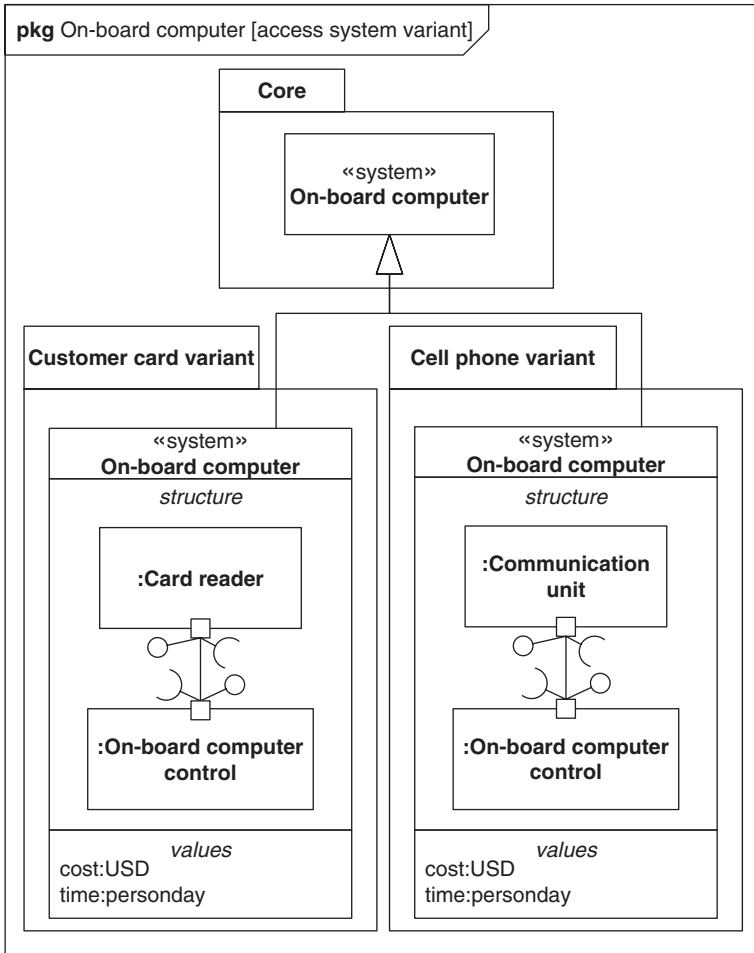 pkg On-board computer [access system variant]
Core
«system»
On-board computer
Customer card variant
«system»
On-board computer
structure
:Card reader
:On-board computer
control
values
cost:USD
time:personday
Cell phone variant
«system»
On-board computer
structure
:Communication
unit
:On-board computer
control
values
cost:USD
time:personday